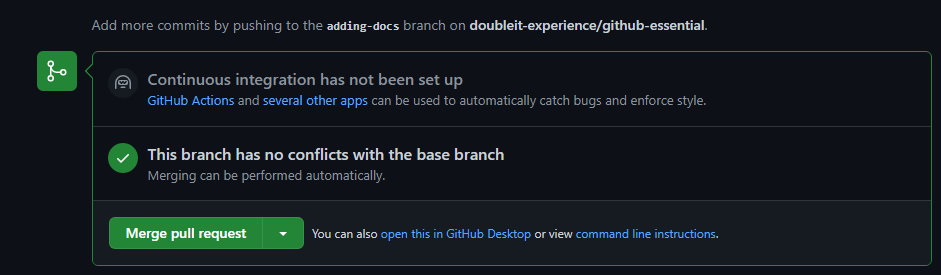 Add more commits by pushing to the adding-docs branch on doubleit-experience/github-essential.
Continuous integration has not been set up
GitHub Actions and several other apps can be used to automatically catch bugs and enforce style.
This branch has no conflicts with the base branch
Merging can be performed automatically.
Merge pull request
You can also open this in GitHub Desktop or view command line instructions.